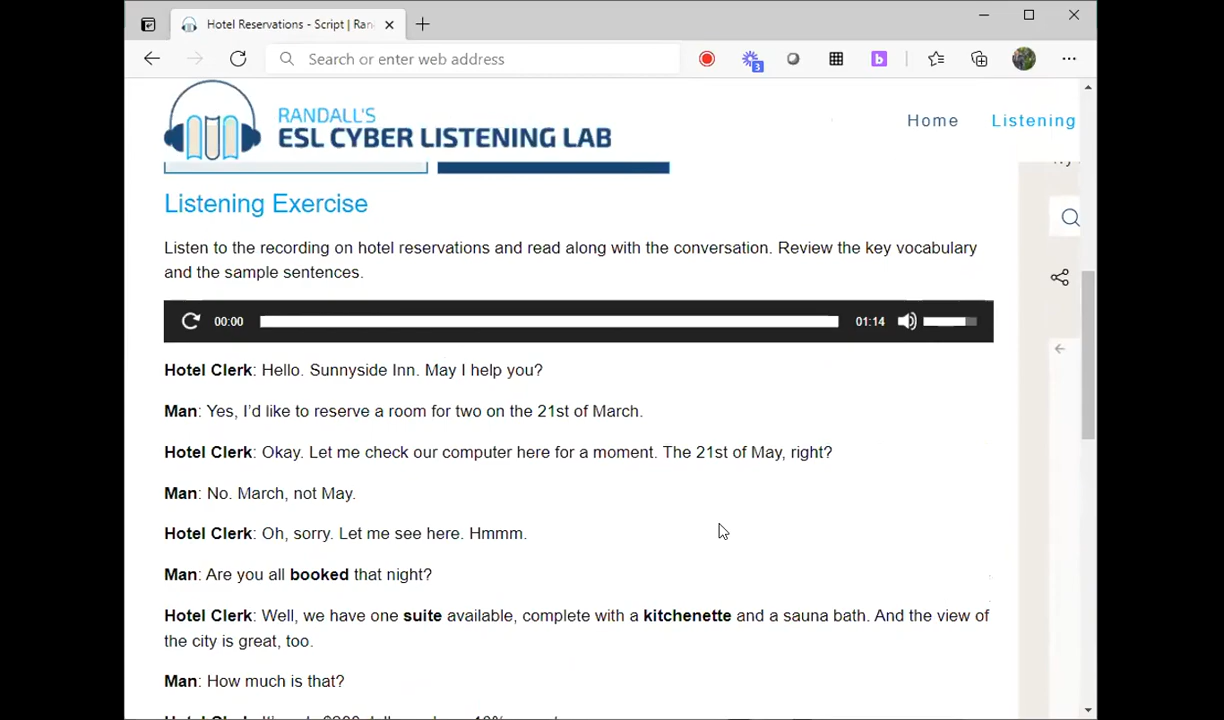 Hotel Reservations - Script | Ran
Search or enter web address
3
b
RANDALL'S
ESL CYBER LISTENING LAB
Home
Listening
Listening Exercise
Listen to the recording on hotel reservations and read along with the conversation. Review the key vocabulary
and the sample sentences.
00:00
01:14
Hotel Clerk: Hello. Sunnyside Inn. May I help you?
Man: Yes, I’d like to reserve a room for two on the 21st of March.
Hotel Clerk: Okay. Let me check our computer here for a moment. The 21st of May, right?
Man: No. March, not May.
Hotel Clerk: Oh, sorry. Let me see here. Hmmm.
Man: Are you all booked that night?
Hotel Clerk: Well, we have one suite available, complete with a kitchenette and a sauna bath. And the view of
the city is great, too.
Man: How much is that?